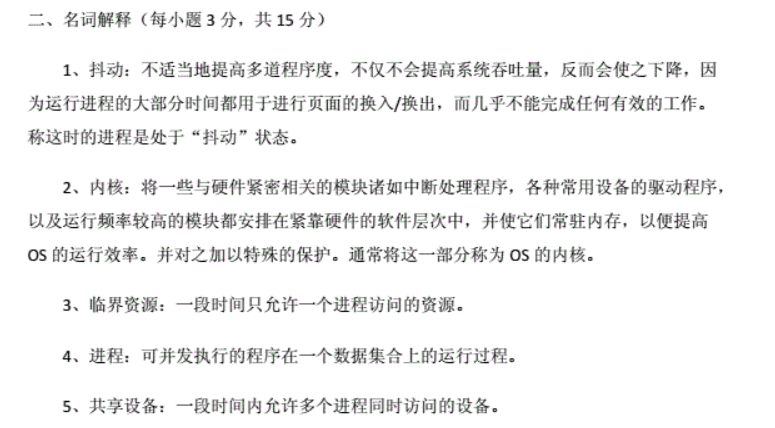 二、名词解释（每小题 3 分，共 15 分）
1、抖动：不适当地提高多道程序度，不仅不会提高系统吞吐量，反而会使之下降，因
为运行进程的大部分时间都用于进行页面的换入/换出，而几乎不能完成任何有效的工作。
称这时的进程是处于“抖动”状态。
2、内核：将一些与硬件紧密相关的模块诸如中断处理程序，各种常用设备的驱动程序，
以及运行频率较高的模块都安排在紧靠硬件的软件层次中，并使它们常驻内存，以便提高
OS 的运行效率。并对之加以特殊的保护。通常将这一部分称为 OS 的内核。
3、临界资源：一段时间只允许一个进程访问的资源。
4、进程：可并发执行的程序在一个数据集合上的运行过程。
5、共享设备：一段时间内允许多个进程同时访问的设备。